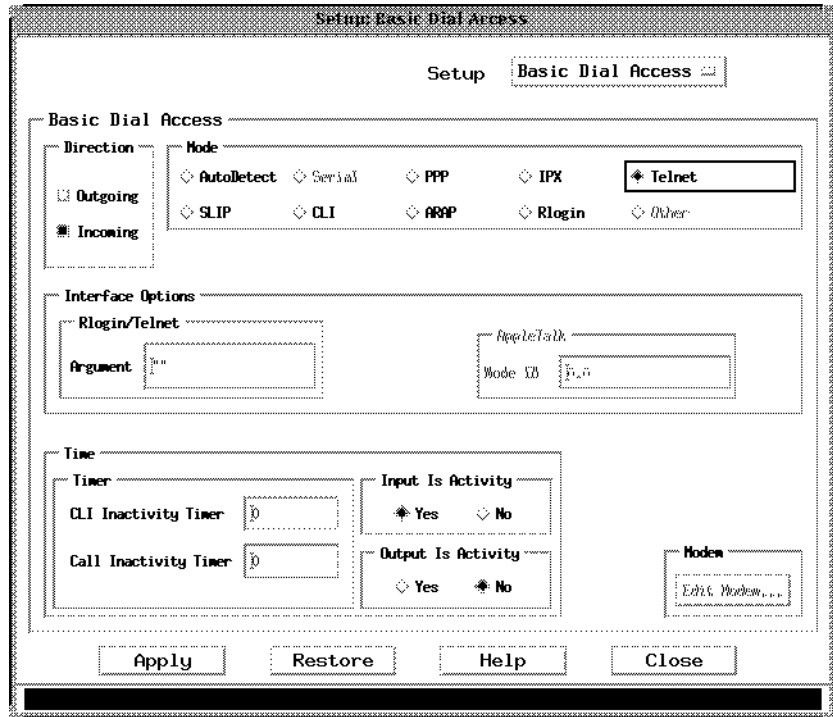 Setup: Basic Dial Access
Setup Basic Dial Access
Basic Dial Access
Direction
Outgoing
Incoming
Mode
AutoDetect Serial PPP IPX Telnet
SLIP CLI ARAP Rlogin Other
Interface Options
Rlogin/Telnet
Argument ""
AppleTalk
Node ID 0.0
Time
Timer
CLI Inactivity Timer 0
Call Inactivity Timer 0
Input Is Activity
Yes No
Output Is Activity
Yes No
Modem
Edit Modem...
Apply Restore Help Close